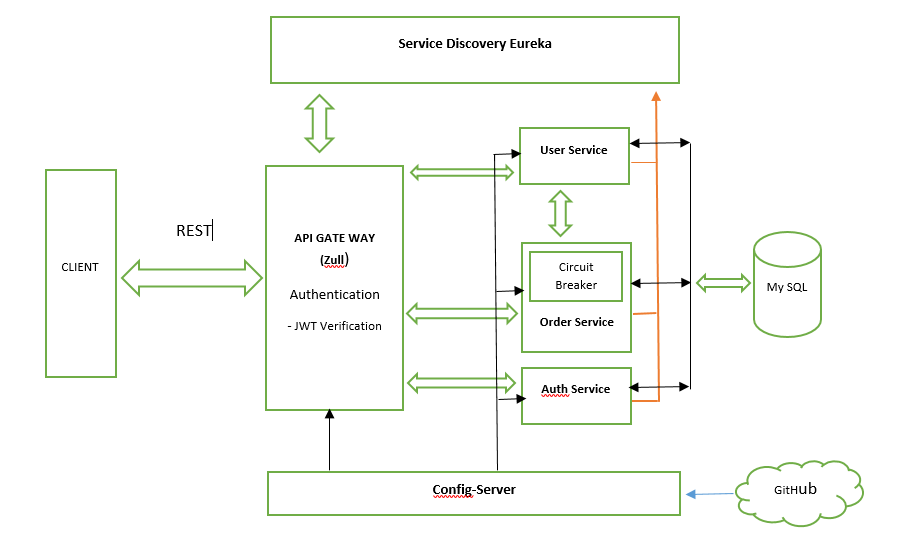 Service Discovery Eureka
User Service
REST
API GATE WAY
(Zull)
CLIENT
Circuit
Breaker
Authentication
My SQL
Order Service
- JWT Verification
Auth Service
Config-Server
GitHub